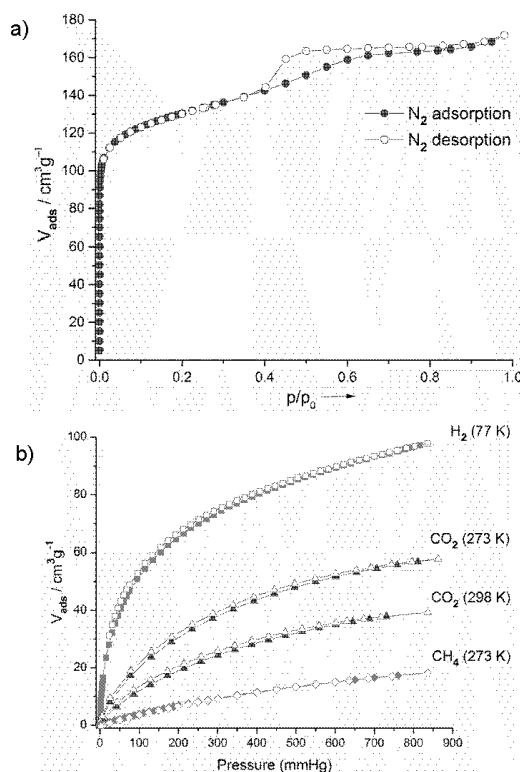 a)
180
160
140
120
100
80
60
40
20
0
V_ads / cm³g⁻¹
N₂ adsorption
N₂ desorption
0.0 0.2 0.4 0.6 0.8 1.0
p/p₀
b)
100
80
60
40
20
0
V_ads / cm³g⁻¹
H₂ (77 K)
CO₂ (273 K)
CO₂ (298 K)
CH₄ (273 K)
0 100 200 300 400 500 600 700 800 900
Pressure (mmHg)